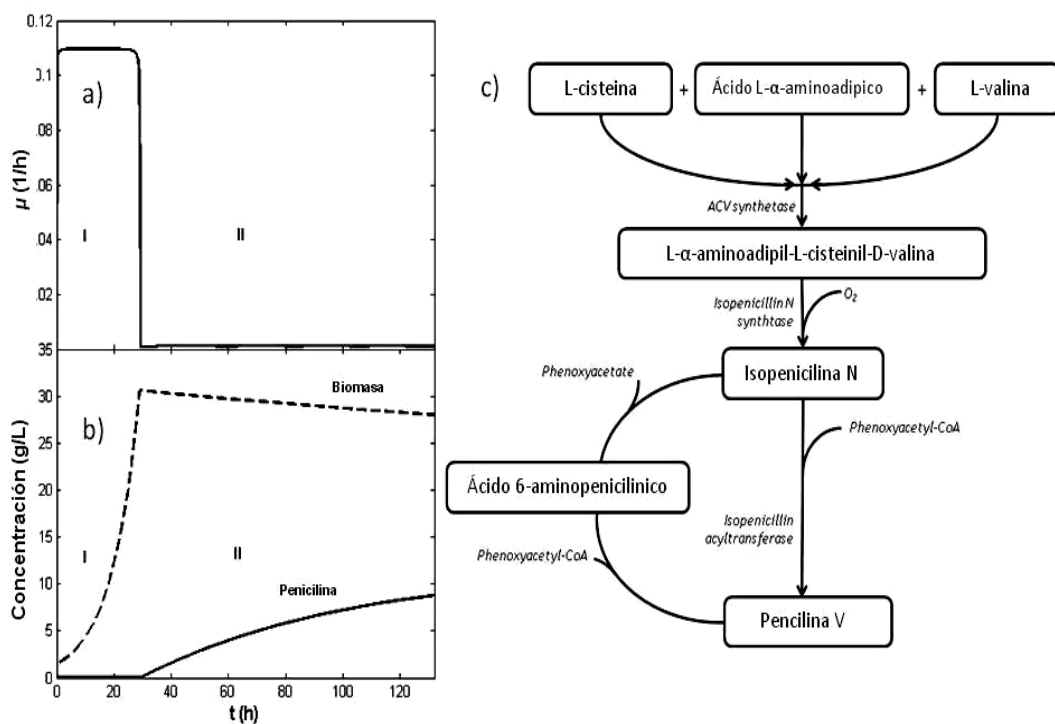 a)
0.12
0.1
.08
.06
.04
.02
μ (1/h)
I
II
b)
35
30
25
20
15
10
5
0
Concentración (g/L)
Biomasa
I
II
Penicilina
0 20 40 60 80 100 120
t (h)
c)
L-cisteina + Ácido L-α-aminoadipico + L-valina
ACV synthetase
L-α-aminoadipil-L-cisteinil-D-valina
Isopenicillin N
synthtase
O2
Isopenicilina N
Phenoxyacetate
Phenoxyacetyl-CoA
Ácido 6-aminopenicilinico
Isopenicillin
acyltransferase
Phenoxyacetyl-CoA
Pencilina V